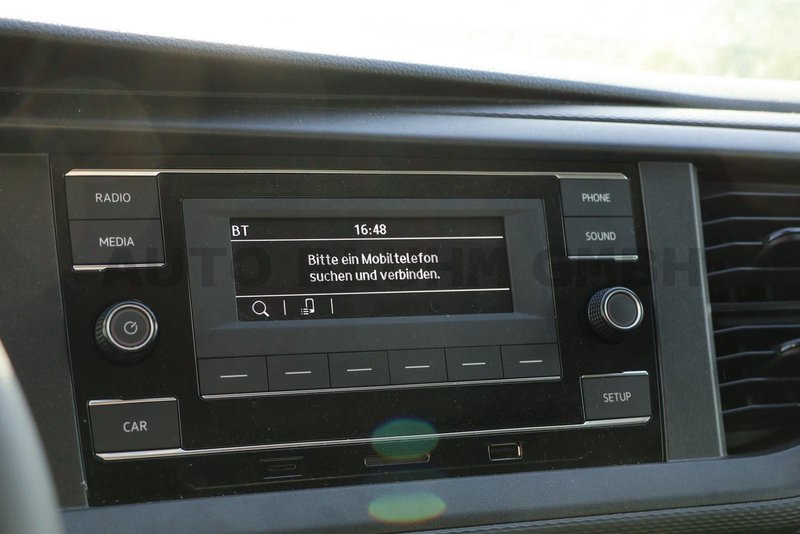 RADIO
MEDIA
BT 16:48
Bitte ein Mobiltelefon
suchen und verbinden.
PHONE
SOUND
CAR
SETUP